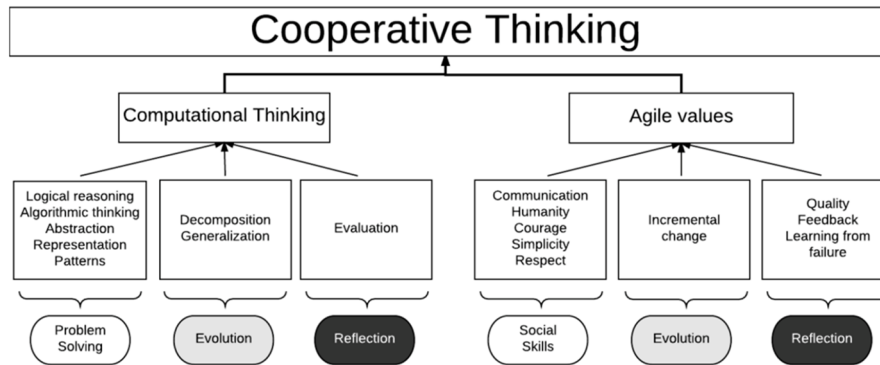 Cooperative Thinking
Computational Thinking
Agile values
Logical reasoning
Algorithmic thinking
Abstraction
Representation
Patterns
Decomposition
Generalization
Evaluation
Communication
Humanity
Courage
Simplicity
Respect
Incremental
change
Quality
Feedback
Learning from
failure
Problem
Solving
Evolution
Reflection
Social
Skills
Evolution
Reflection